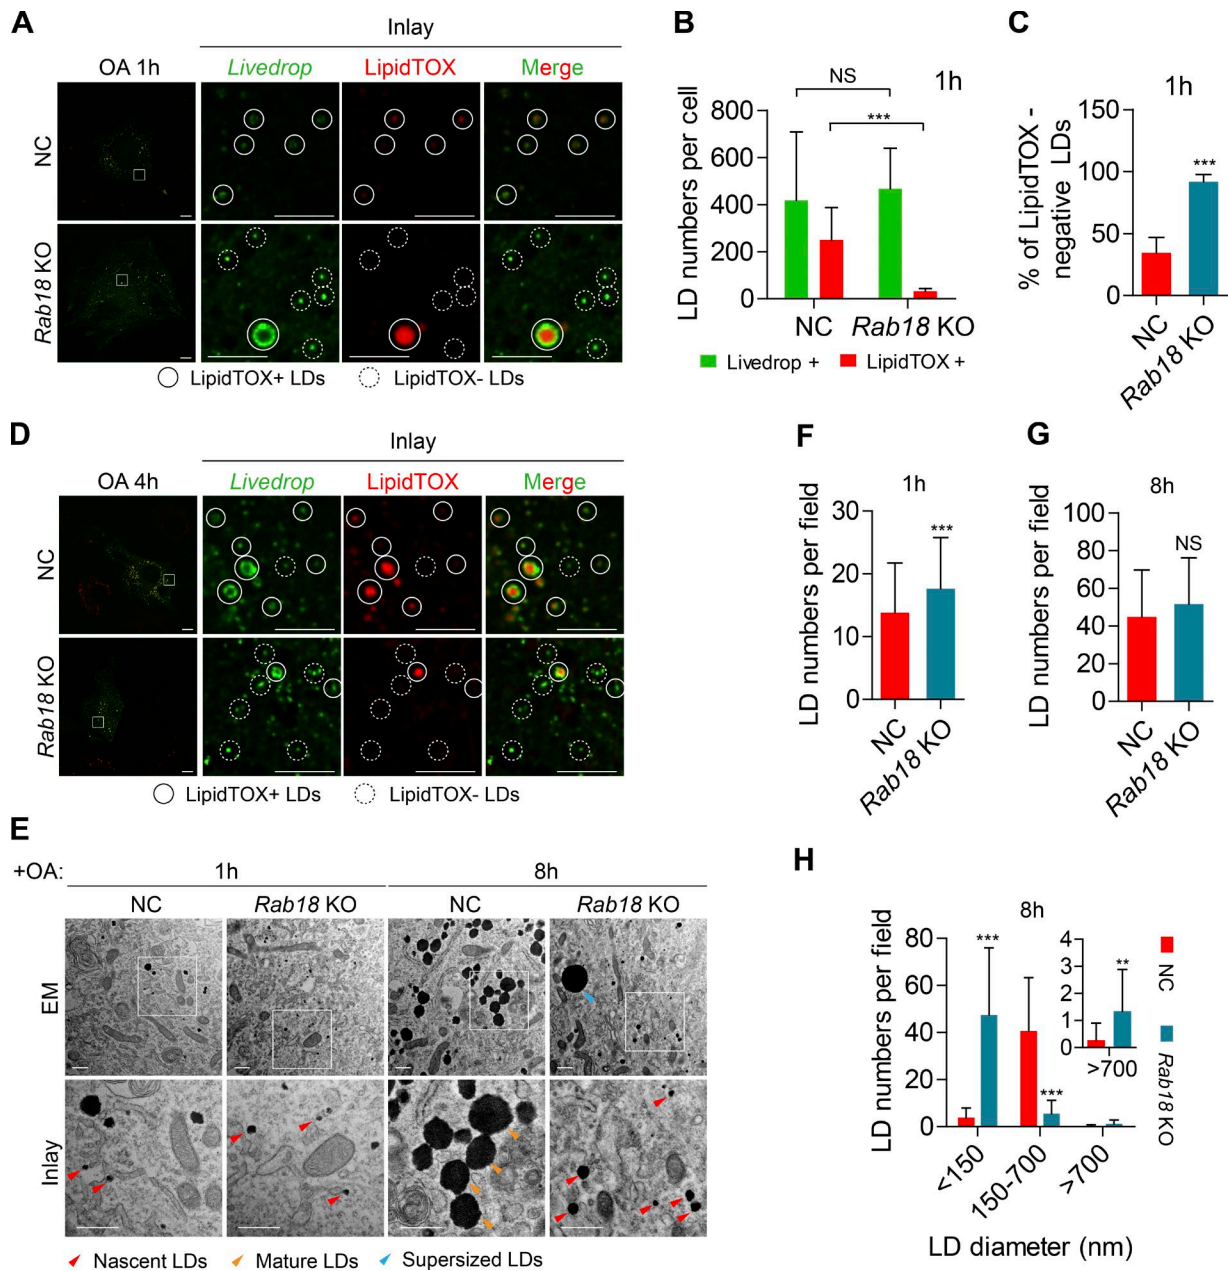 A
Inlay
OA 1h
Livedrop
LipidTOX
Merge
NC
Rab18 KO
LipidTOX+ LDs
LipidTOX- LDs
B
1h
NS
***
LD numbers per cell
800
600
400
200
0
NC
Rab18 KO
Livedrop +
LipidTOX +
C
1h
% of LipidTOX -
negative LDs
150
100
50
0
***
NC
Rab18 KO
D
Inlay
OA 4h
Livedrop
LipidTOX
Merge
NC
Rab18 KO
LipidTOX+ LDs
LipidTOX- LDs
E
+OA:
1h
8h
NC
Rab18 KO
NC
Rab18 KO
EM
Inlay
Nascent LDs
Mature LDs
Supersized LDs
F
1h
LD numbers per field
30
20
10
0
***
NC
Rab18 KO
G
8h
LD numbers per field
100
80
60
40
20
0
NS
NC
Rab18 KO
H
8h
LD numbers per field
80
60
40
20
0
***
***
4
3
2
1
0
**
>700
NC
Rab18 KO
<150
150-700
>700
LD diameter (nm)